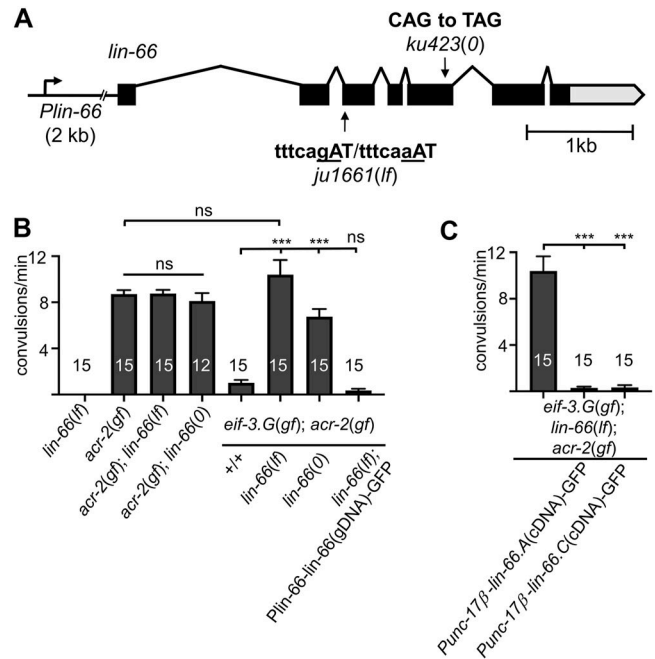 A
lin-66
CAG to TAG
ku423(0)
Plin-66
(2 kb)
tttcagAT/tttcaaAT
ju1661(lf)
1kb
B
convulsions/min
12
8
4
ns
ns
*** *** ns
15 15 15 12 15 15 15 15
lin-66(lf)
acr-2(gf)
acr-2(gf); lin-66(lf)
acr-2(gf); lin-66(0)
eif-3.G(gf); acr-2(gf)
+/+
lin-66(lf)
lin-66(0)
lin-66(lf);
Plin-66-lin-66(gDNA)-GFP
C
convulsions/min
12
8
4
*** ***
15 15 15
eif-3.G(gf);
lin-66(lf);
acr-2(gf)
Punc-17β-lin-66.A(cDNA)-GFP
Punc-17β-lin-66.C(cDNA)-GFP